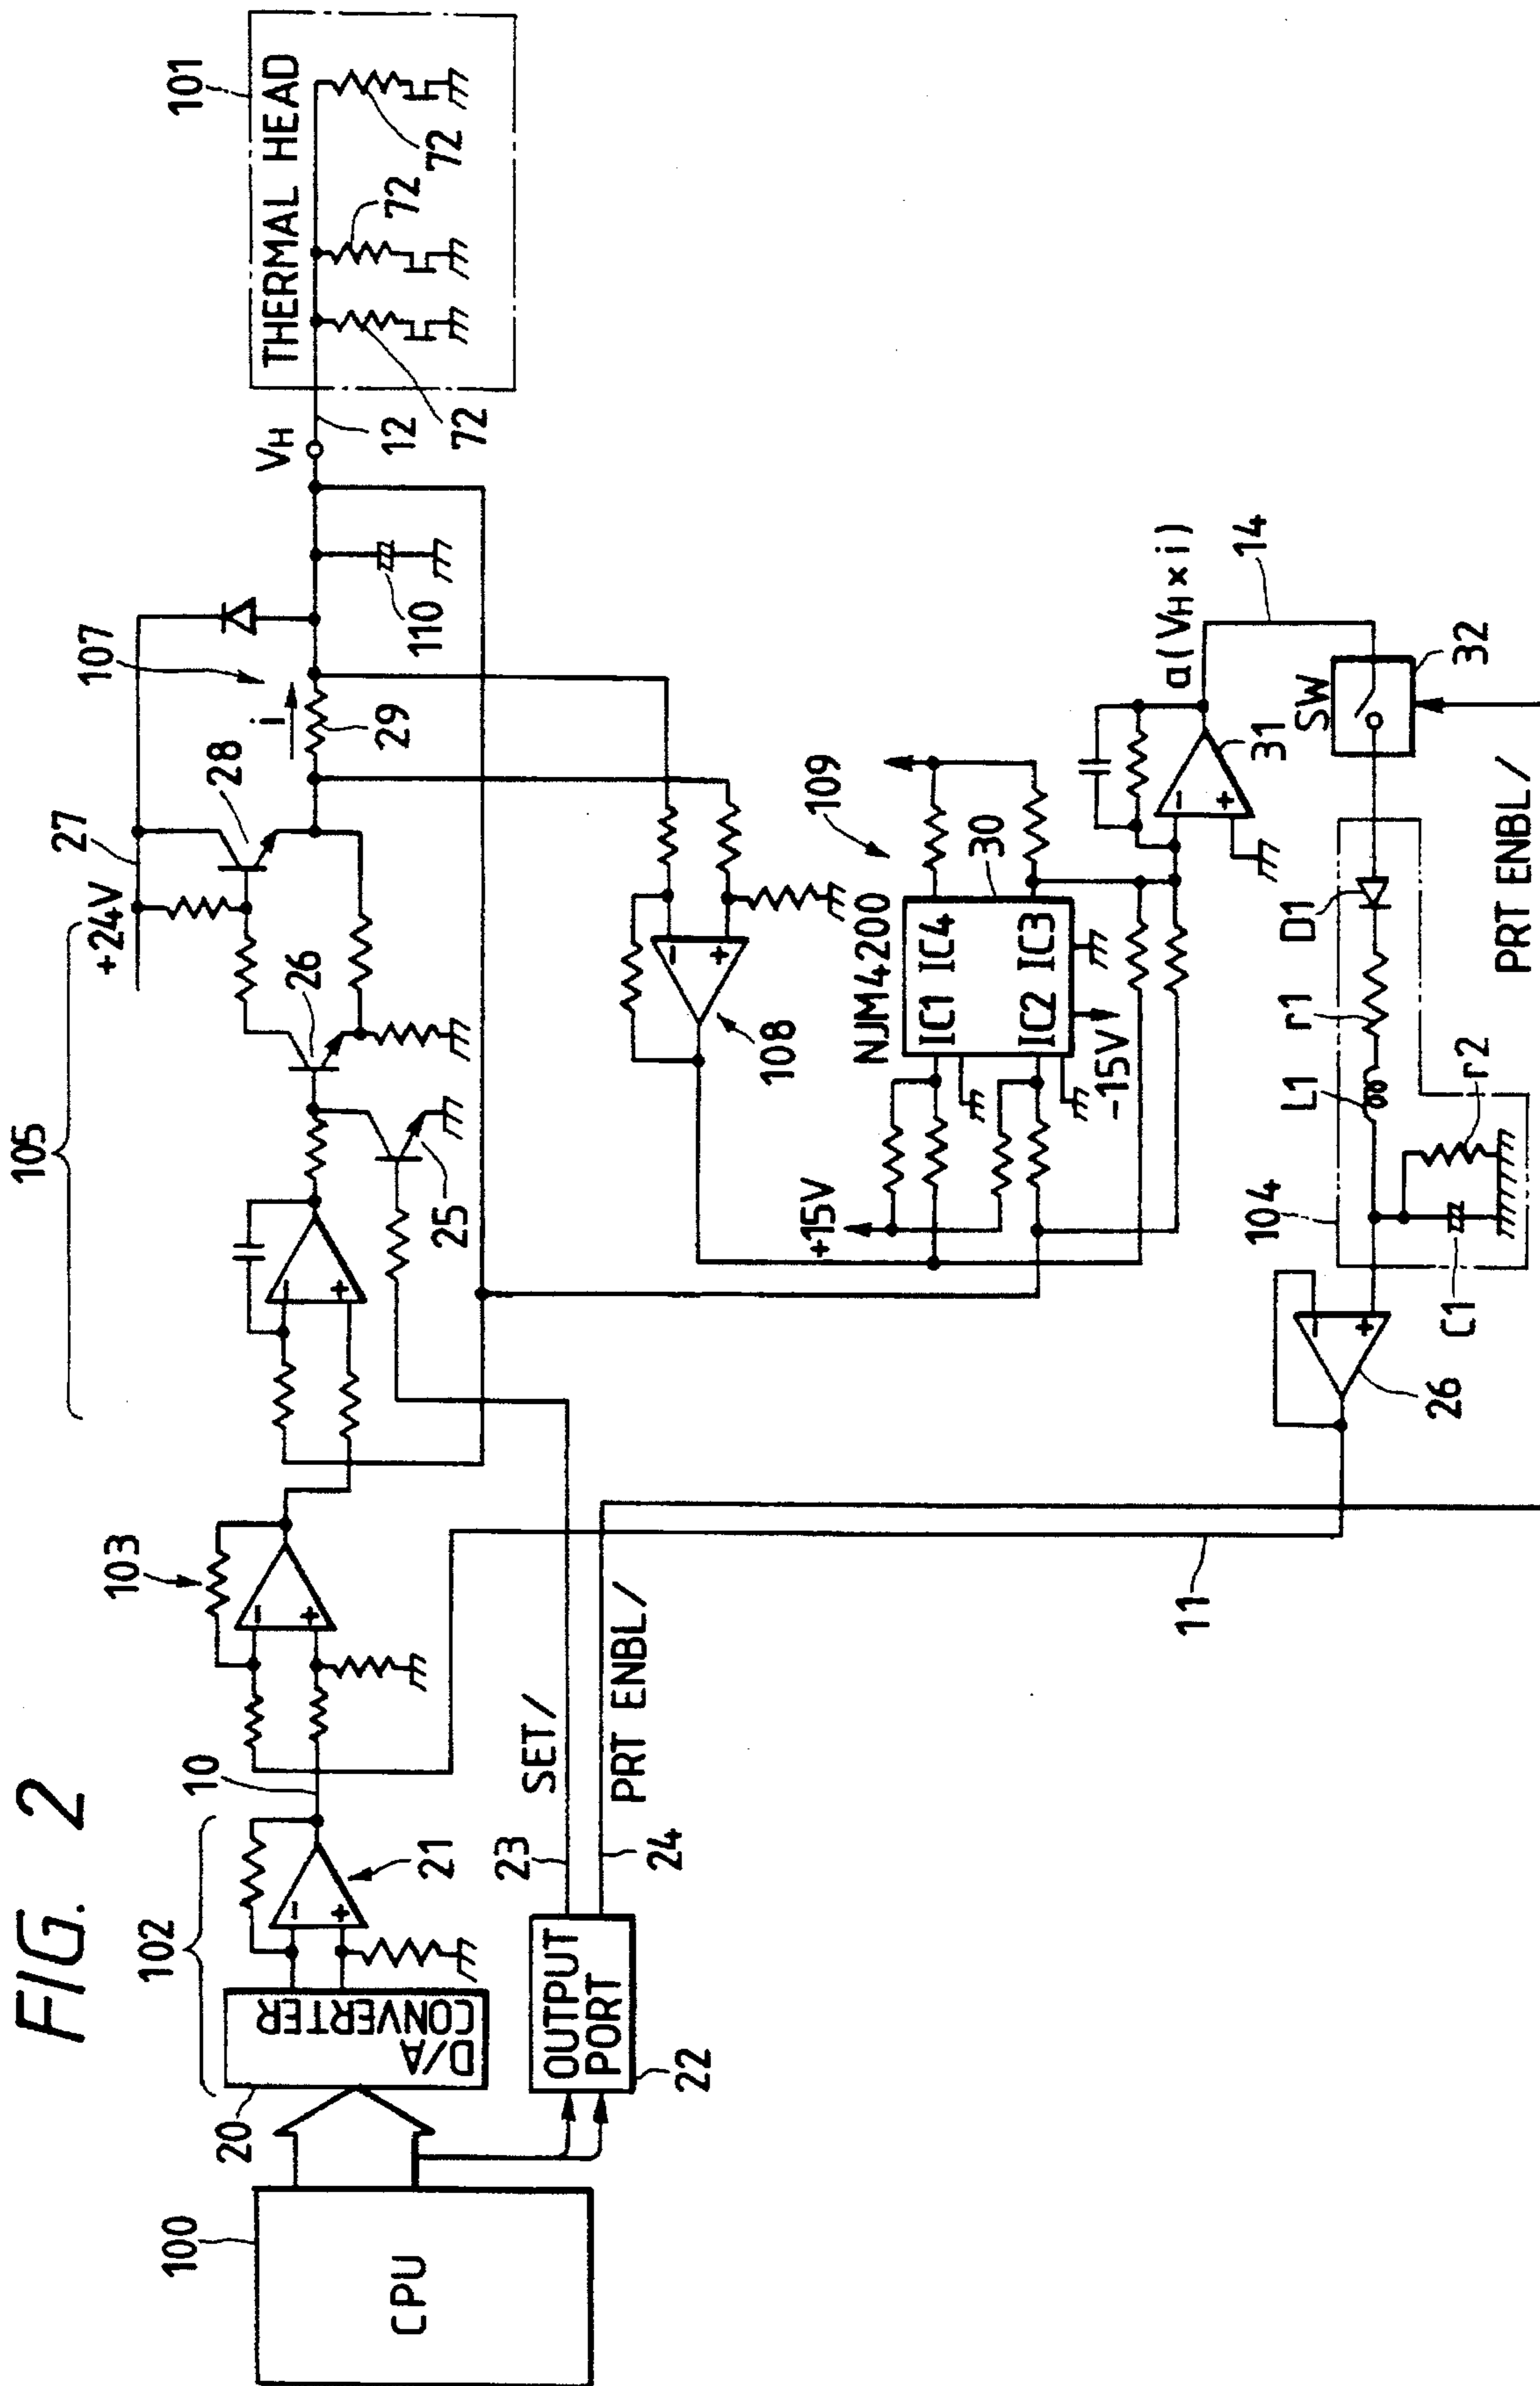 FIG. 2
100
CPU
20
D/A
CONVERTER
102
21
10
22
OUTPUT
PORT
23
SET/
24
PRT ENBL/
103
105
25
26
+24V
27
28
107
i
29
110
VH
12
101
THERMAL HEAD
72
72
72
108
109
NJM4200
IC1 IC4
IC2 IC3
30
+15V
-15V
31
a(VH×i)
14
SW
32
PRT ENBL/
D1
r1
L1
r2
104
C1
26
11